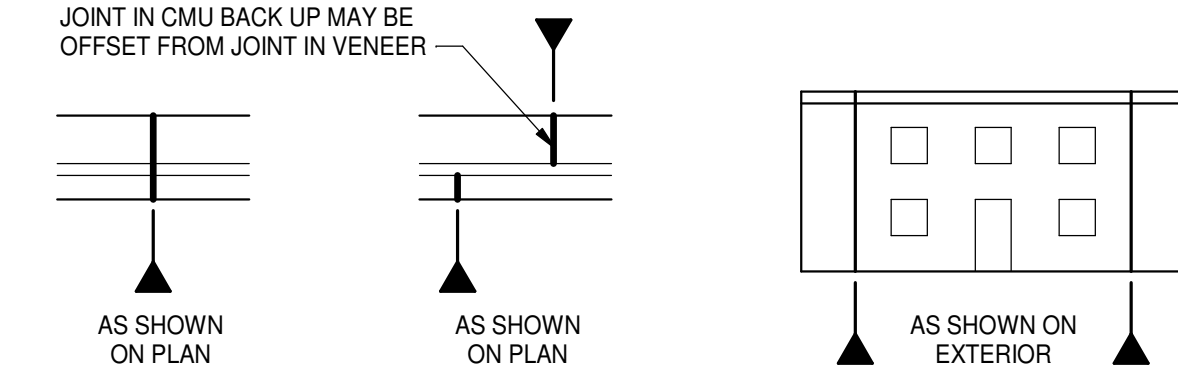 JOINT IN CMU BACK UP MAY BE
OFFSET FROM JOINT IN VENEER
AS SHOWN
ON PLAN
AS SHOWN
ON PLAN
AS SHOWN ON
EXTERIOR